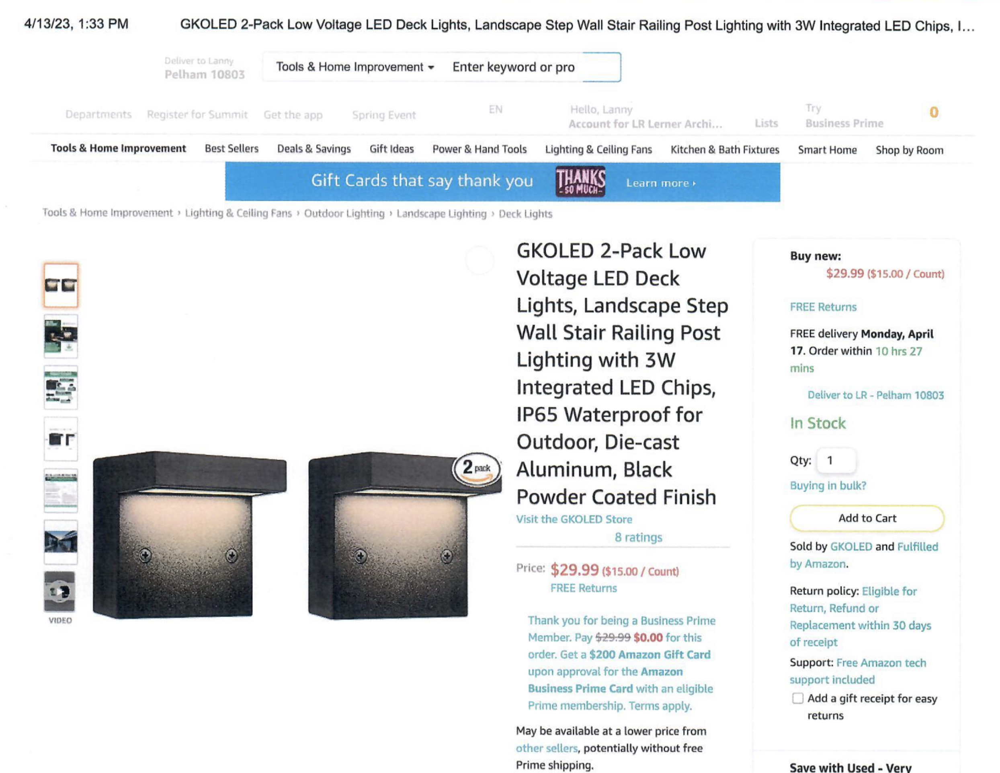 4/13/23, 1:33 PM
GKOLED 2-Pack Low Voltage LED Deck Lights, Landscape Step Wall Stair Railing Post Lighting with 3W Integrated LED Chips, I...
Deliver to Lanny
Pelham 10803
Tools & Home Improvement
Enter keyword or pro
Departments
Register for Summit
Get the app
Spring Event
EN
Hello, Lanny
Account for LR Lerner Archi...
Lists
Try
Business Prime
0
Tools & Home Improvement
Best Sellers
Deals & Savings
Gift Ideas
Power & Hand Tools
Lighting & Ceiling Fans
Kitchen & Bath Fixtures
Smart Home
Shop by Room
Gift Cards that say thank you
THANKS
- SO MUCH -
Learn more ›
Tools & Home Improvement › Lighting & Ceiling Fans › Outdoor Lighting › Landscape Lighting › Deck Lights
VIDEO
2 pack
GKOLED 2-Pack Low
Voltage LED Deck
Lights, Landscape Step
Wall Stair Railing Post
Lighting with 3W
Integrated LED Chips,
IP65 Waterproof for
Outdoor, Die-cast
Aluminum, Black
Powder Coated Finish
Visit the GKOLED Store
8 ratings
Price: $29.99 ($15.00 / Count)
FREE Returns
Thank you for being a Business Prime
Member. Pay $29.99 $0.00 for this
order. Get a $200 Amazon Gift Card
upon approval for the Amazon
Business Prime Card with an eligible
Prime membership. Terms apply.
May be available at a lower price from
other sellers, potentially without free
Prime shipping.
Buy new:
$29.99 ($15.00 / Count)
FREE Returns
FREE delivery Monday, April
17. Order within 10 hrs 27
mins
Deliver to LR - Pelham 10803
In Stock
Qty: 1
Buying in bulk?
Add to Cart
Sold by GKOLED and Fulfilled
by Amazon.
Return policy: Eligible for
Return, Refund or
Replacement within 30 days
of receipt
Support: Free Amazon tech
support included
Add a gift receipt for easy
returns
Save with Used - Very